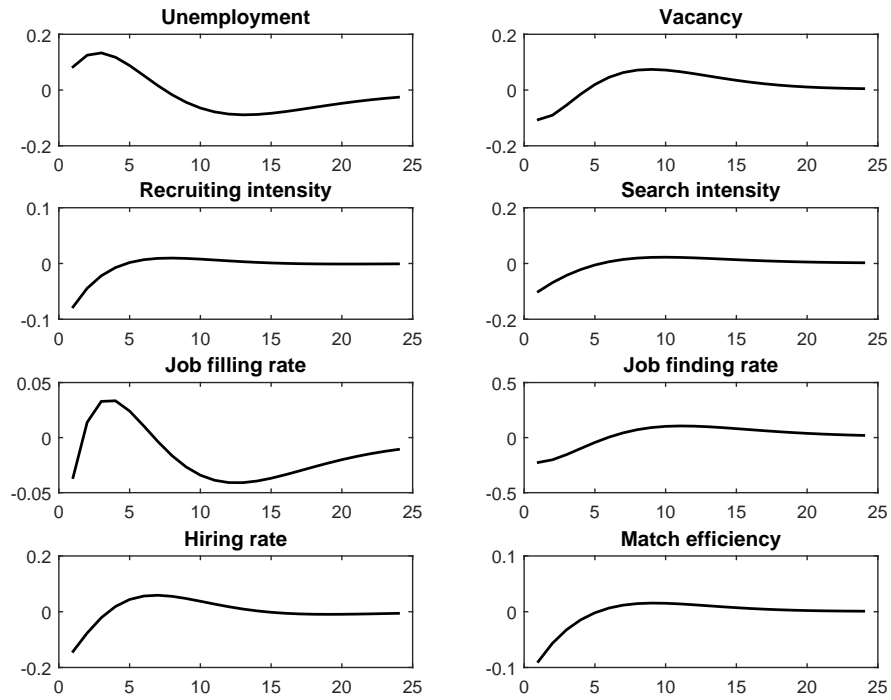 Unemployment
0.2
0
-0.2
0 5 10 15 20 25
Vacancy
0.2
0
-0.2
0 5 10 15 20 25
Recruiting intensity
0.1
0
-0.1
0 5 10 15 20 25
Search intensity
0.2
0
-0.2
0 5 10 15 20 25
Job filling rate
0.05
0
-0.05
0 5 10 15 20 25
Job finding rate
0.5
0
-0.5
0 5 10 15 20 25
Hiring rate
0.2
0
-0.2
0 5 10 15 20 25
Match efficiency
0.1
0
-0.1
0 5 10 15 20 25